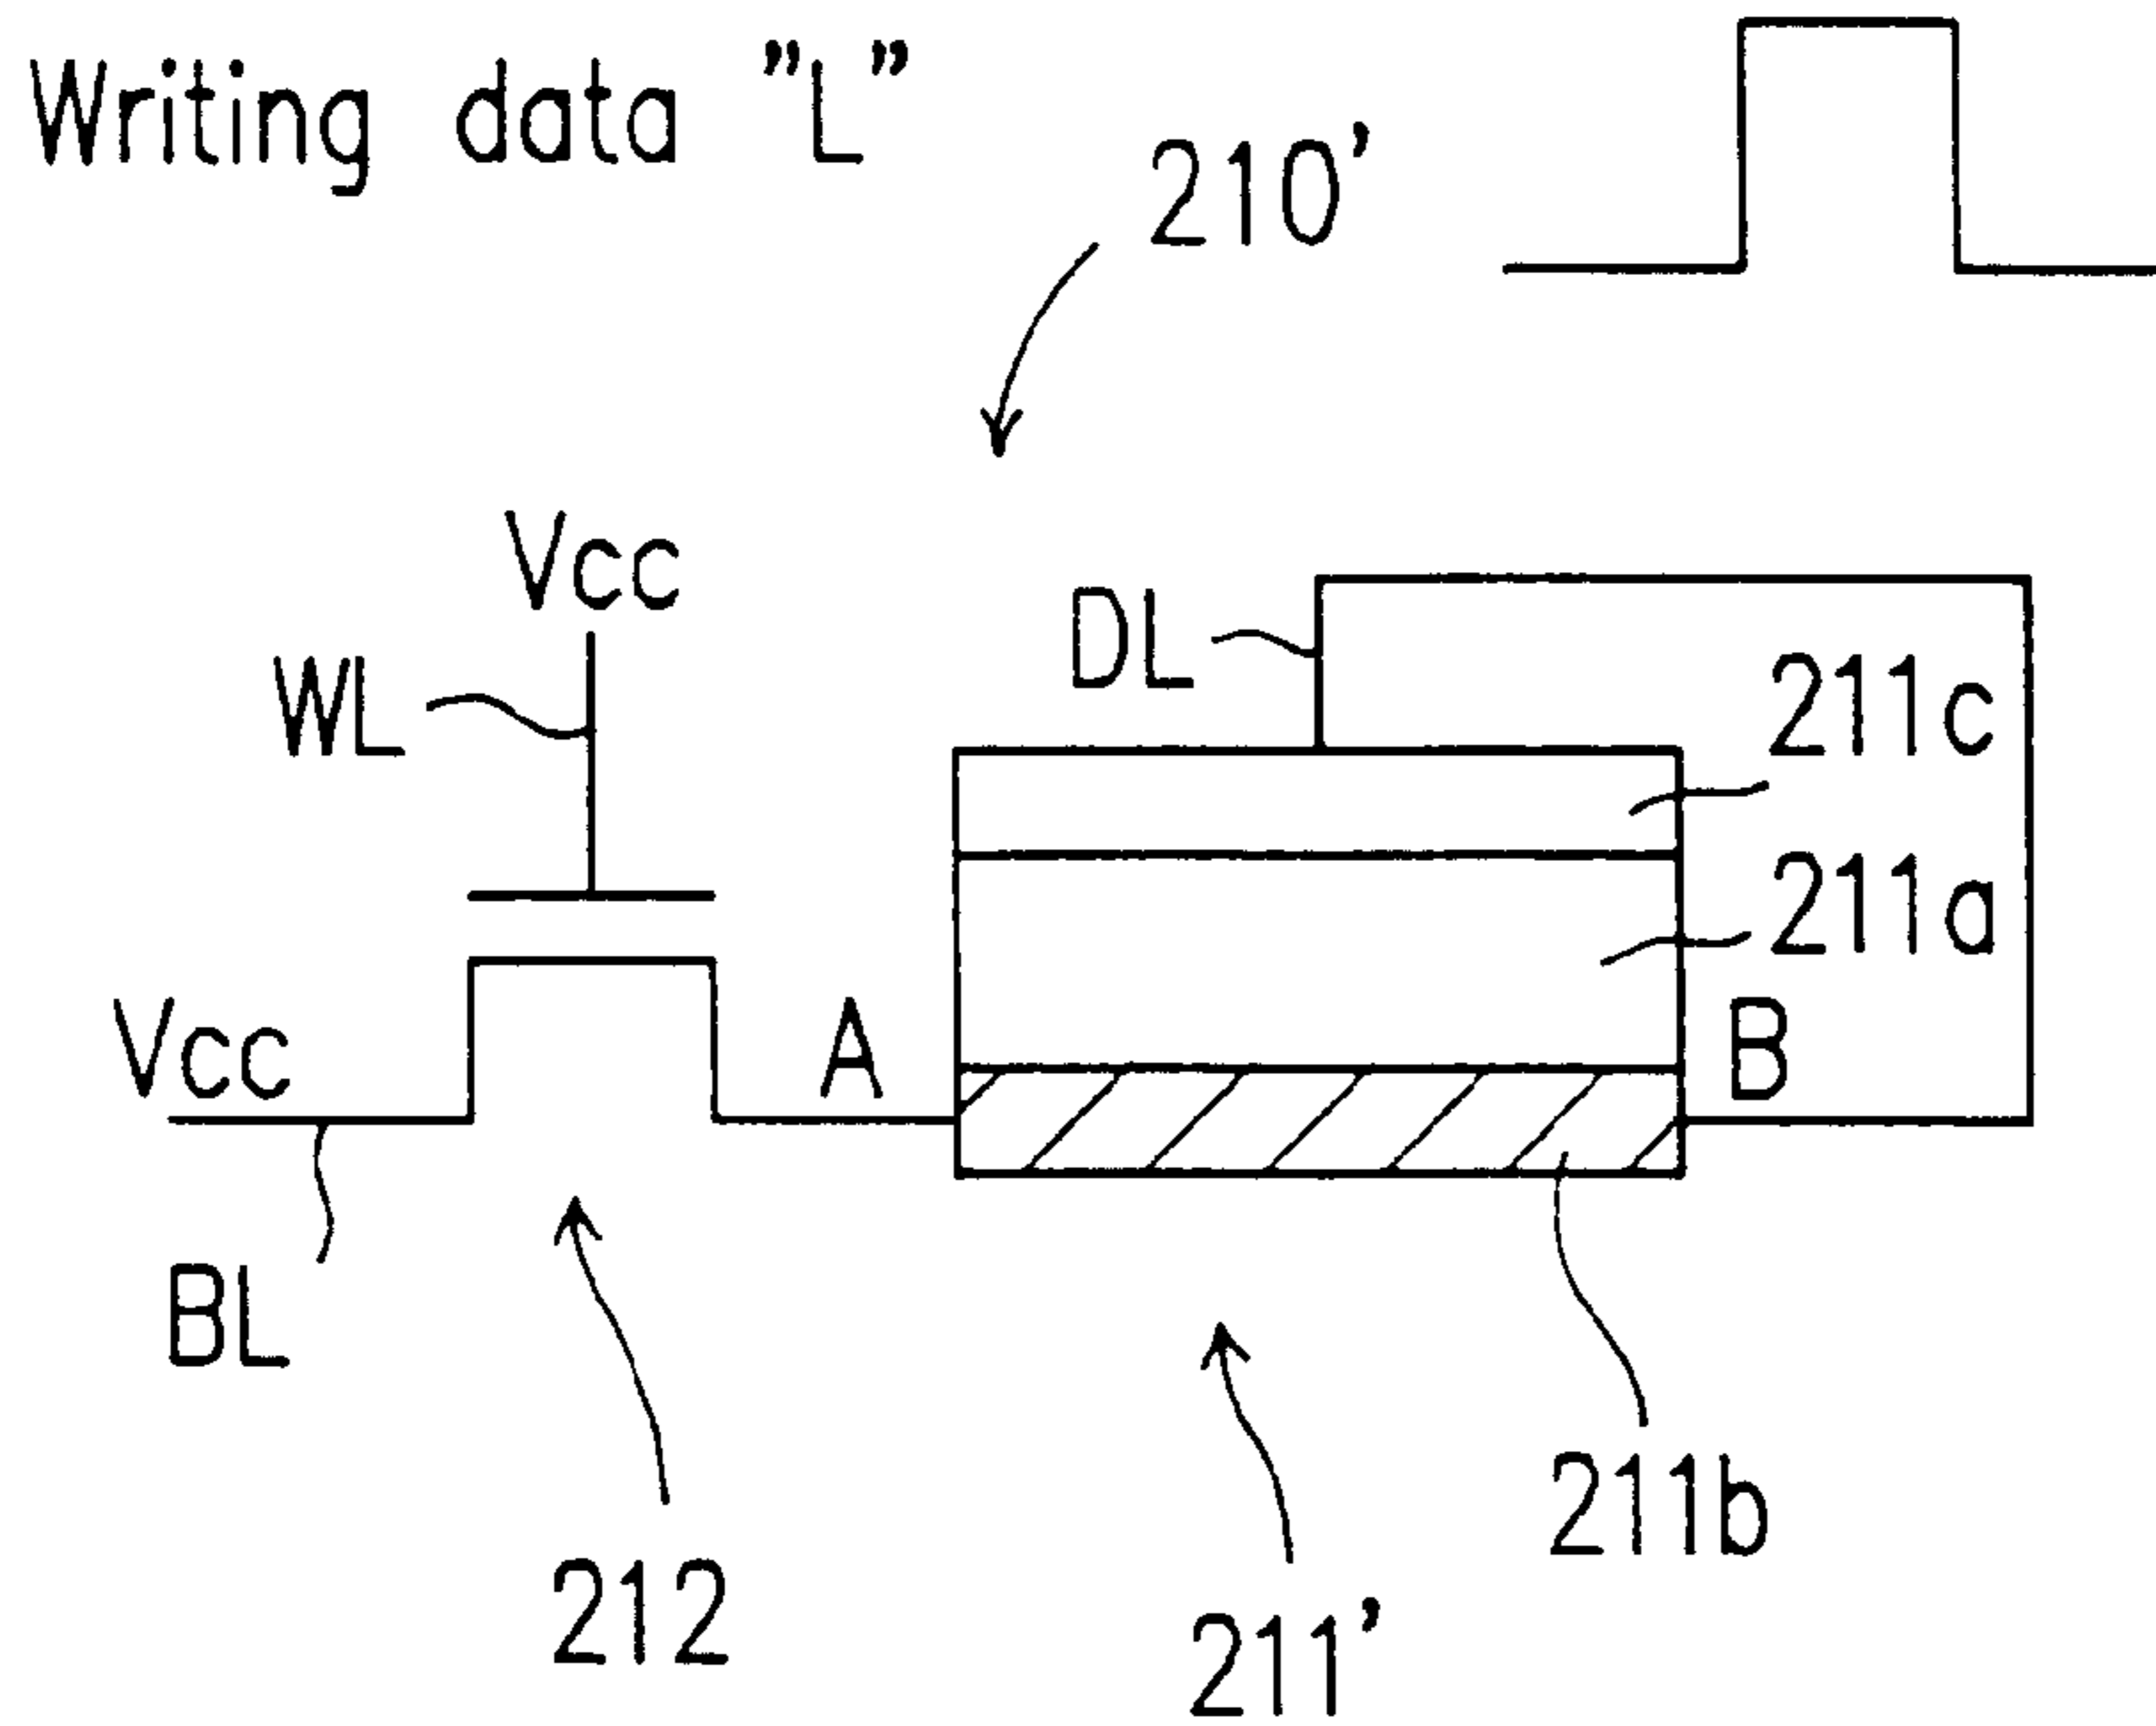 Writing data ”L”
210’
Vcc
WL
DL
211c
211a
Vcc
A
B
BL
211b
212
211’